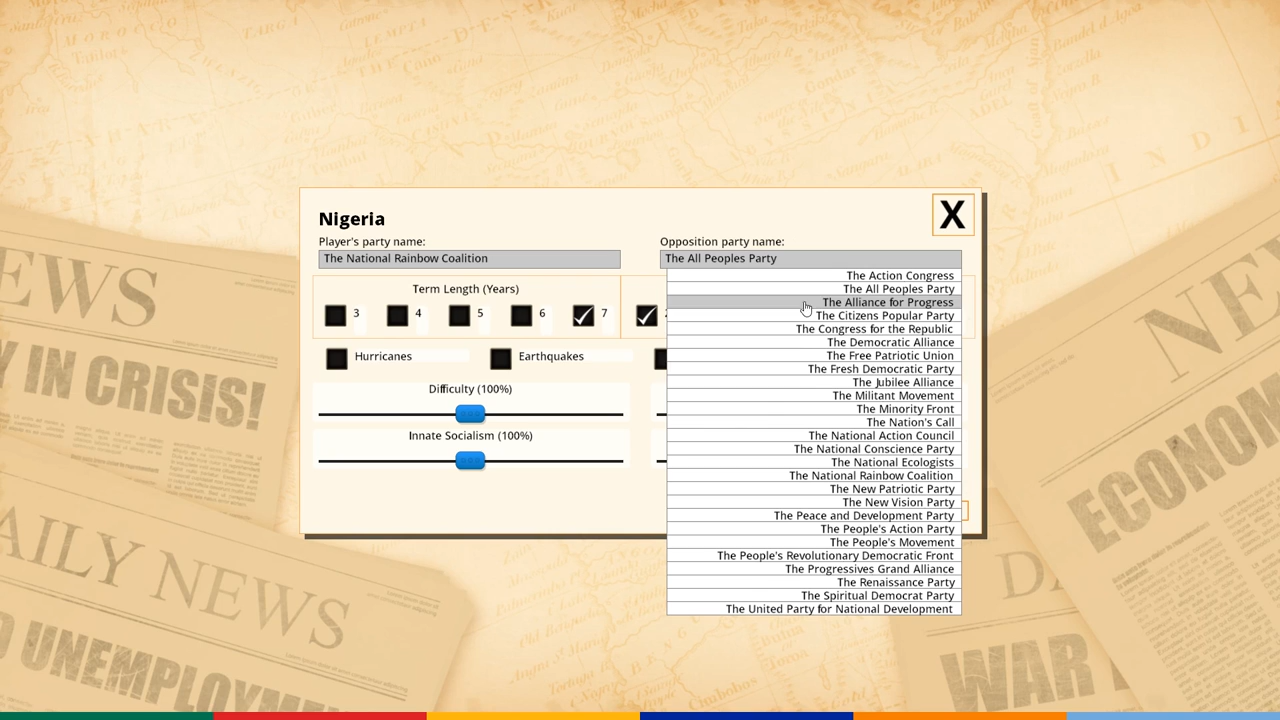 Nigeria
X
Player's party name:
Opposition party name:
The National Rainbow Coalition
The All Peoples Party
Term Length (Years)
3
4
5
6
7
Hurricanes
Earthquakes
Difficulty (100%)
Innate Socialism (100%)
The Action Congress
The All Peoples Party
The Alliance for Progress
The Citizens Popular Party
The Congress for the Republic
The Democratic Alliance
The Free Patriotic Union
The Fresh Democratic Party
The Jubilee Alliance
The Militant Movement
The Minority Front
The Nation's Call
The National Action Council
The National Conscience Party
The National Ecologists
The National Rainbow Coalition
The New Patriotic Party
The New Vision Party
The Peace and Development Party
The People's Action Party
The People's Movement
The People's Revolutionary Democratic Front
The Progressives Grand Alliance
The Renaissance Party
The Spiritual Democrat Party
The United Party for National Development
EWS
Y IN CRISIS!
AILY NEWS
UNEMPLOYM
NEW
ECONOM
DA
WAR